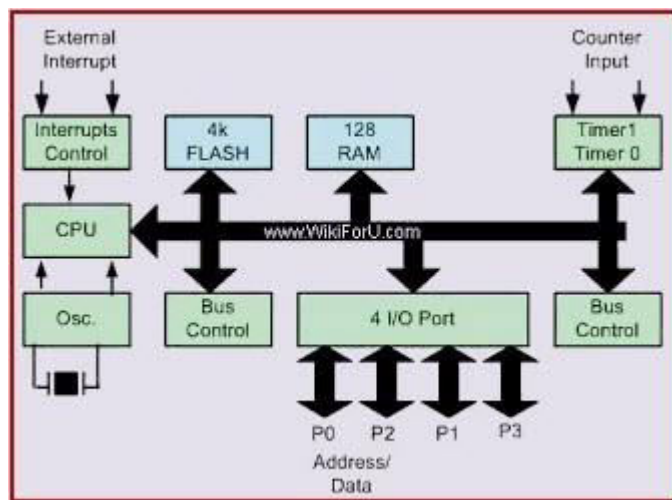 External
Interrupt
Counter
Input
Interrupts
Control
4k
FLASH
128
RAM
Timer1
Timer 0
CPU
www.WikiForU.com
Osc.
Bus
Control
4 I/O Port
Bus
Control
P0 P2 P1 P3
Address/
Data